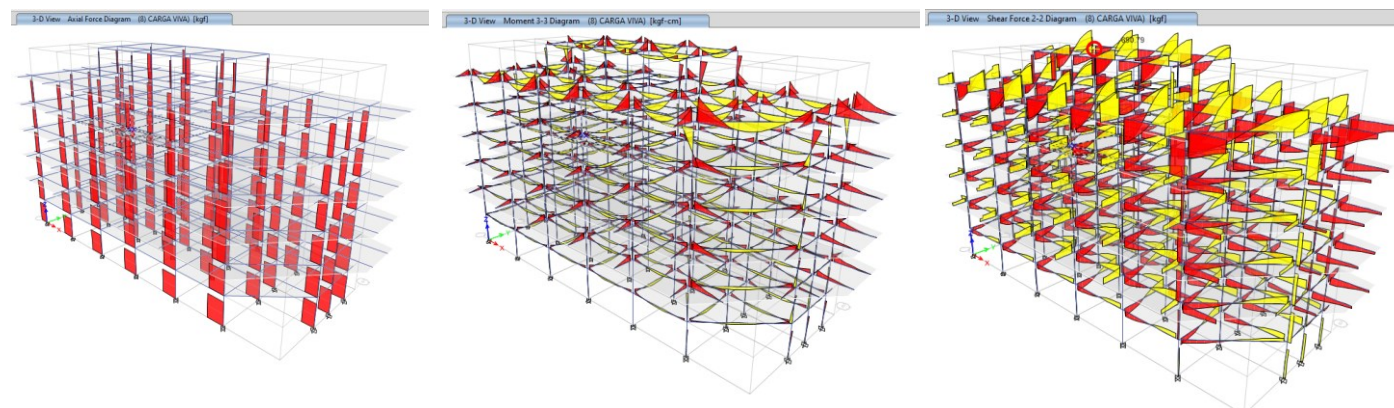 3-D View Axial Force Diagram (8) CARGA VIVA) [kgf]
3-D View Moment 3-3 Diagram (8) CARGA VIVA) [kgf-cm]
3-D View Shear Force 2-2 Diagram (8) CARGA VIVA) [kgf]
X
X
Y
Z
X
Y